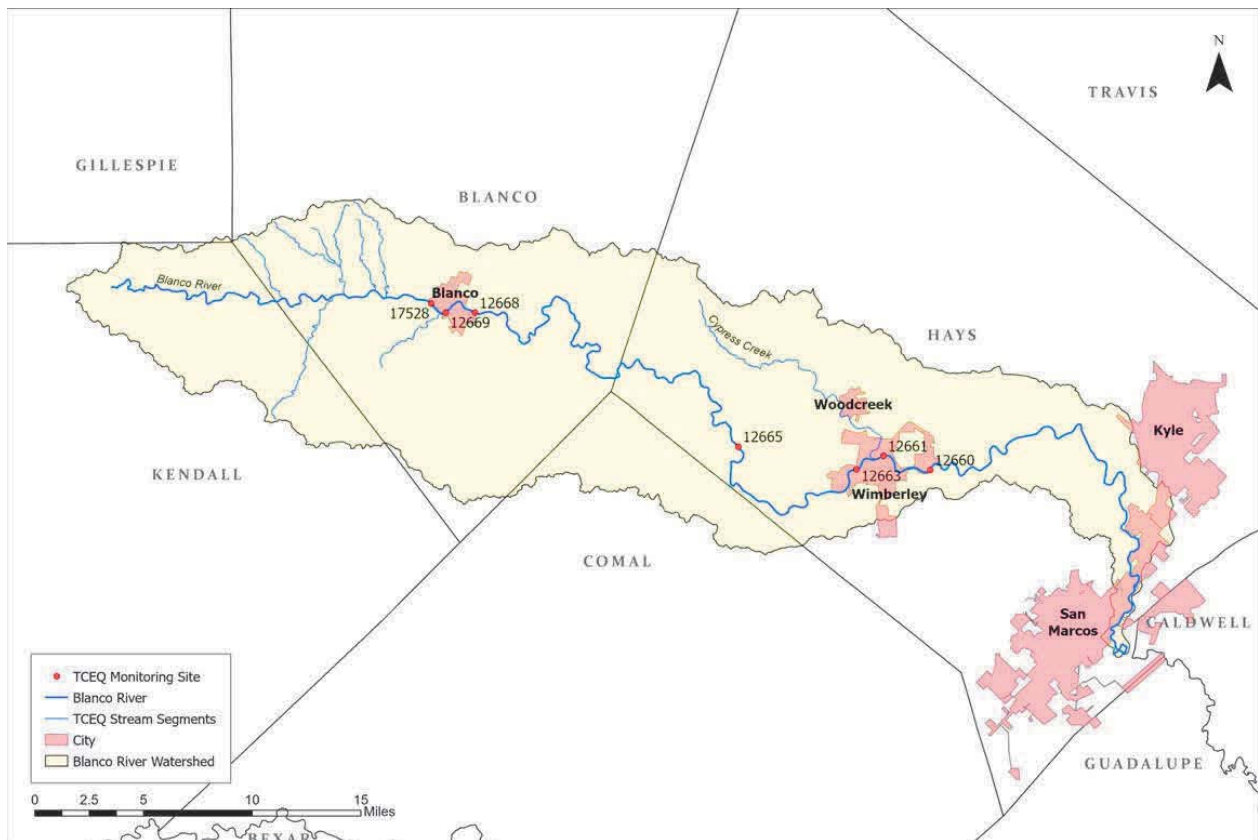 N
TRAVIS
GILLESPIE
BLANCO
Blanco River
Blanco
12668
17528
12669
Cypress Creek
HAYS
Woodcreek
Kyle
12665
12661
12660
12663
Wimberley
KENDALL
COMAL
San
Marcos
CALDWELL
TCEQ Monitoring Site
Blanco River
TCEQ Stream Segments
City
Blanco River Watershed
GUADALUPE
0 2.5 5 10 15
Miles
BEXAR